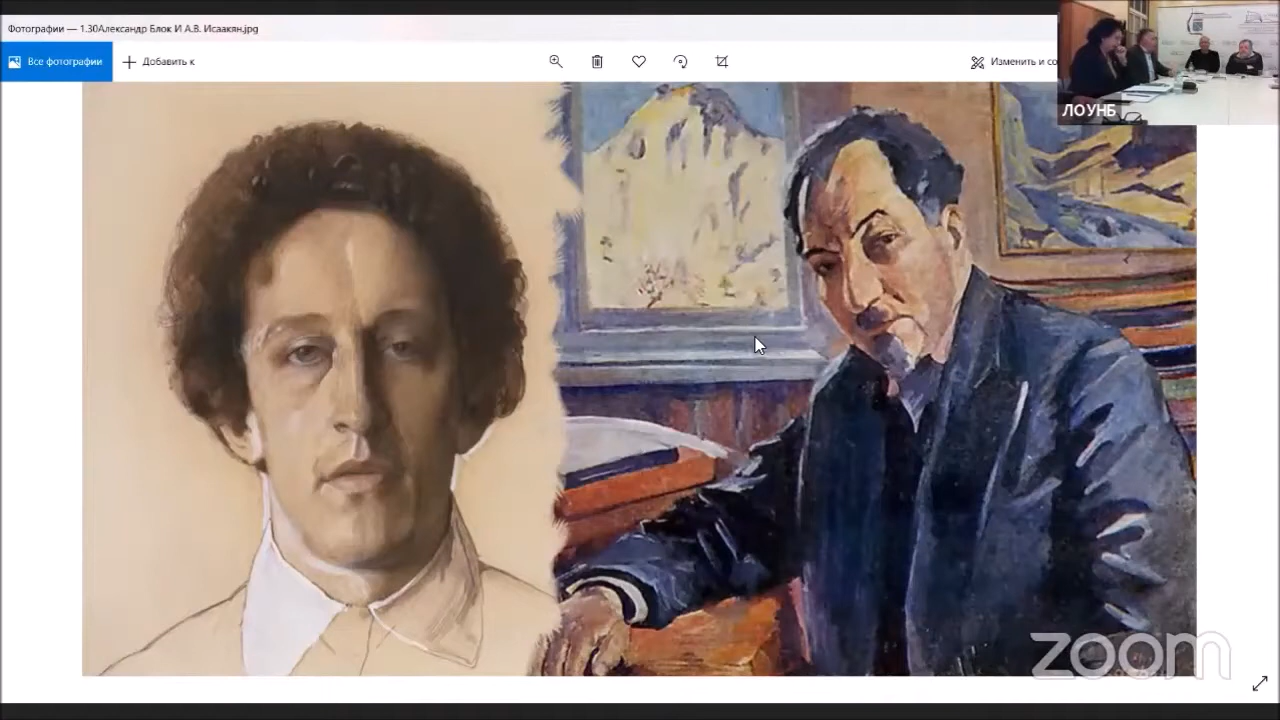 Фотографии — 1.30Александр Блок И А.В. Исаакян.jpg
Все фотографии
Добавить к
Изменить и со
ЛОУНБ
zoom